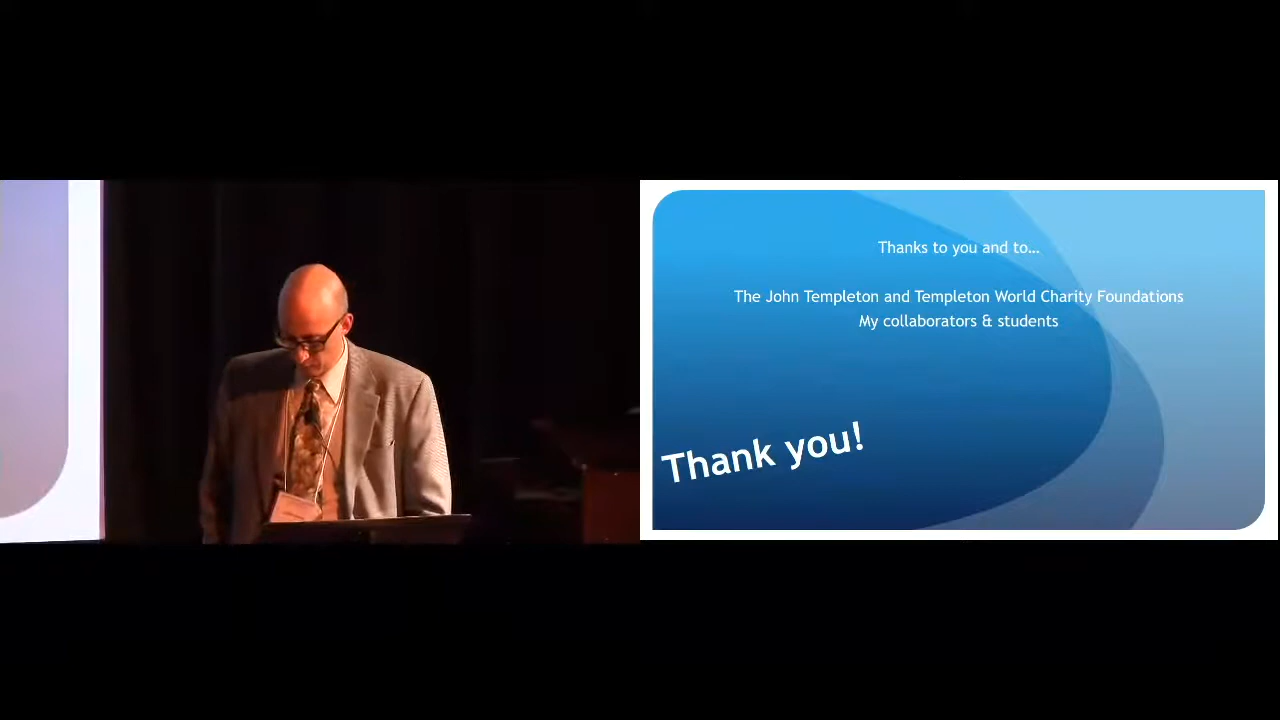 Thanks to you and to…
The John Templeton and Templeton World Charity Foundations
My collaborators & students
Thank you!